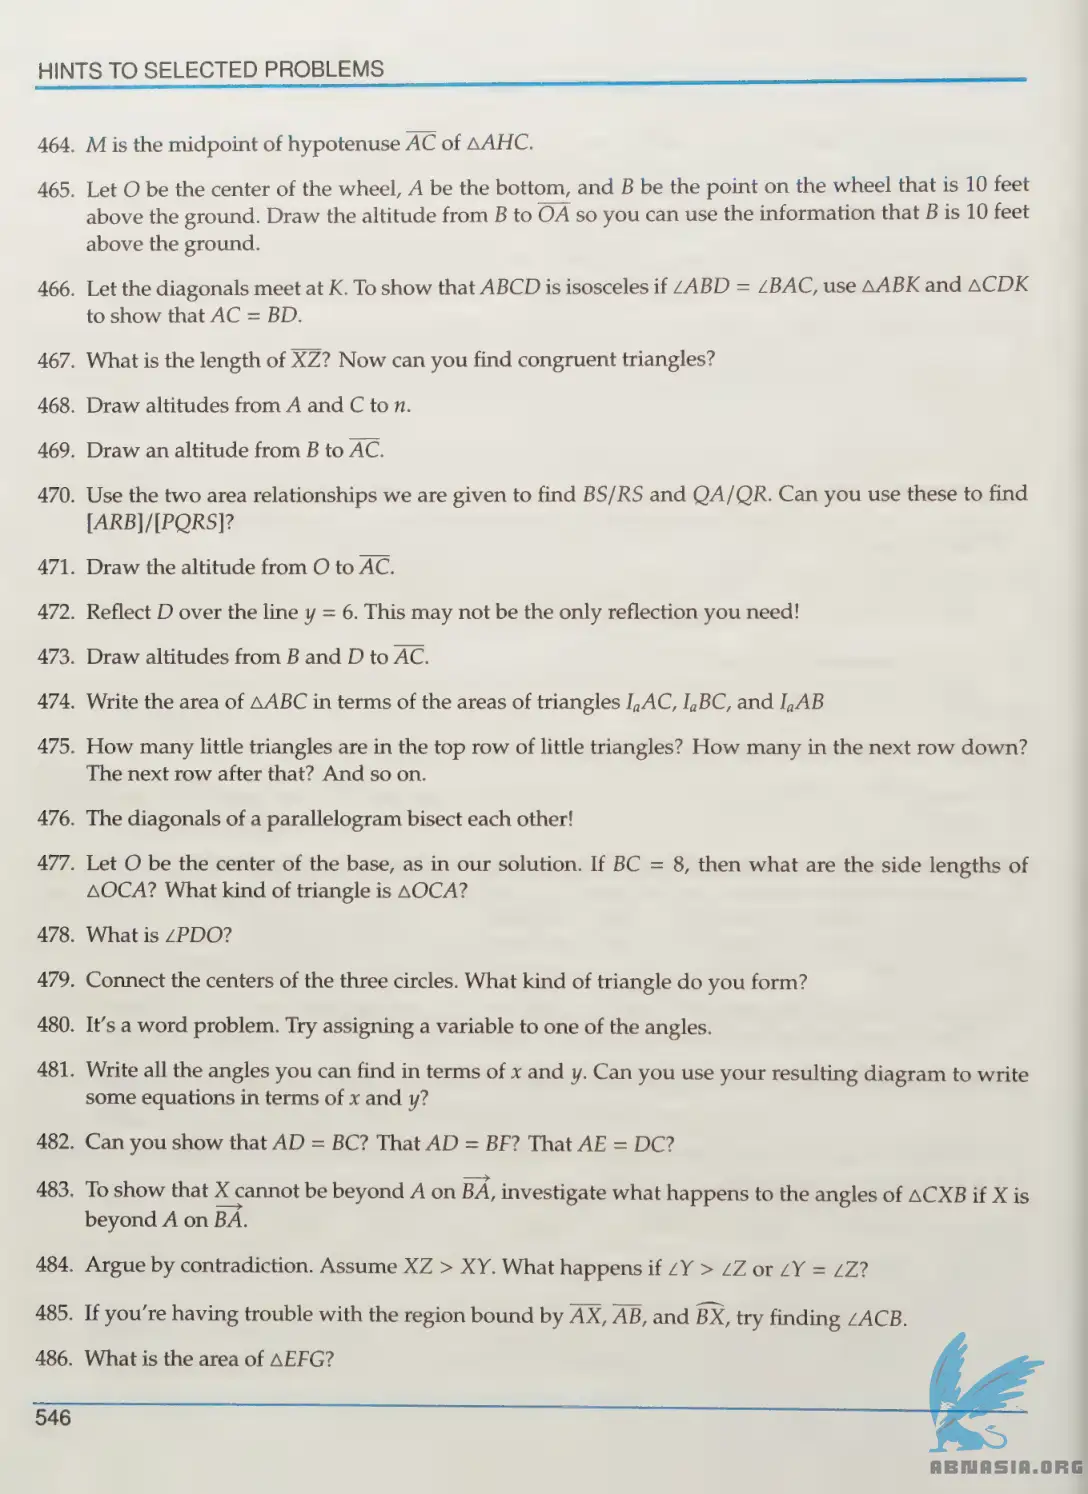 HINTS TO SELECTED PROBLEMS
464. M is the midpoint of hypotenuse \overline{AC} of △AHC.
465. Let O be the center of the wheel, A be the bottom, and B be the point on the wheel that is 10 feet
above the ground. Draw the altitude from B to \overline{OA} so you can use the information that B is 10 feet
above the ground.
466. Let the diagonals meet at K. To show that ABCD is isosceles if ∠ABD = ∠BAC, use △ABK and △CDK
to show that AC = BD.
467. What is the length of \overline{XZ}? Now can you find congruent triangles?
468. Draw altitudes from A and C to n.
469. Draw an altitude from B to \overline{AC}.
470. Use the two area relationships we are given to find BS/RS and QA/QR. Can you use these to find
[ARB]/[PQRS]?
471. Draw the altitude from O to \overline{AC}.
472. Reflect D over the line y = 6. This may not be the only reflection you need!
473. Draw altitudes from B and D to \overline{AC}.
474. Write the area of △ABC in terms of the areas of triangles I_aAC, I_aBC, and I_aAB
475. How many little triangles are in the top row of little triangles? How many in the next row down?
The next row after that? And so on.
476. The diagonals of a parallelogram bisect each other!
477. Let O be the center of the base, as in our solution. If BC = 8, then what are the side lengths of
△OCA? What kind of triangle is △OCA?
478. What is ∠PDO?
479. Connect the centers of the three circles. What kind of triangle do you form?
480. It's a word problem. Try assigning a variable to one of the angles.
481. Write all the angles you can find in terms of x and y. Can you use your resulting diagram to write
some equations in terms of x and y?
482. Can you show that AD = BC? That AD = BF? That AE = DC?
483. To show that X cannot be beyond A on \overrightarrow{BA}, investigate what happens to the angles of △CXB if X is
beyond A on \overrightarrow{BA}.
484. Argue by contradiction. Assume XZ > XY. What happens if ∠Y > ∠Z or ∠Y = ∠Z?
485. If you're having trouble with the region bound by \overline{AX}, \overline{AB}, and \overset{\frown}{BX}, try finding ∠ACB.
486. What is the area of △EFG?
546
ABNASIA.ORG